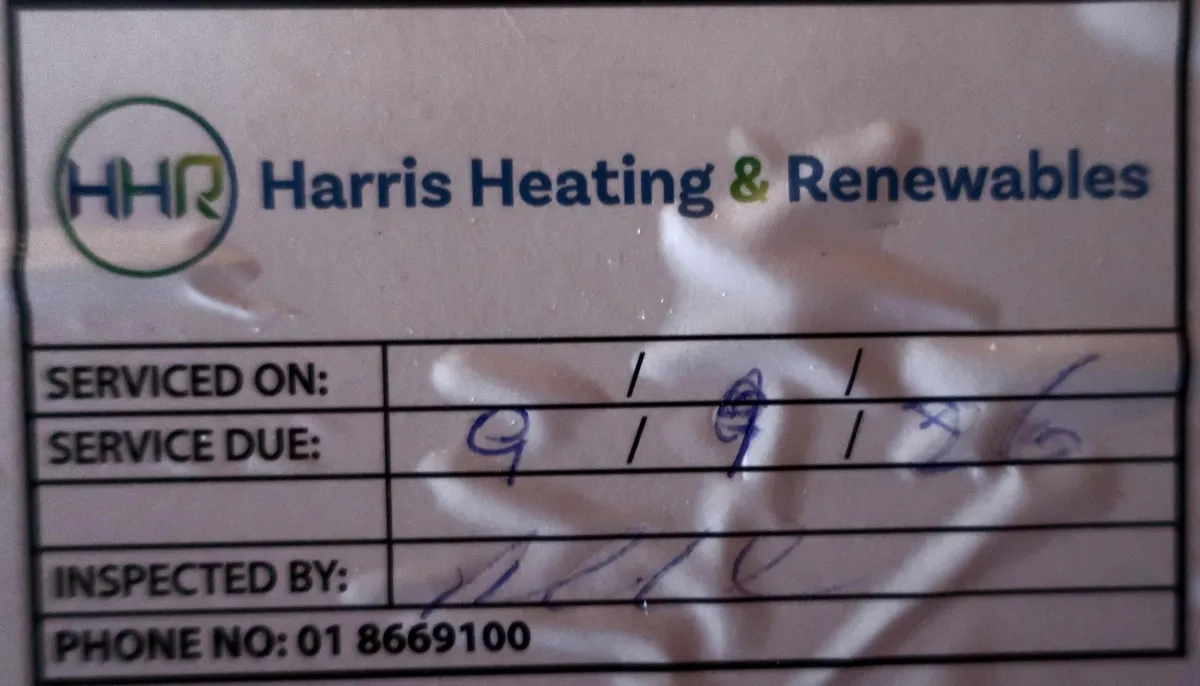 HHR
Harris Heating & Renewables
SERVICED ON: / /
SERVICE DUE: 9 / 9 / 26
INSPECTED BY:
PHONE NO: 01 8669100